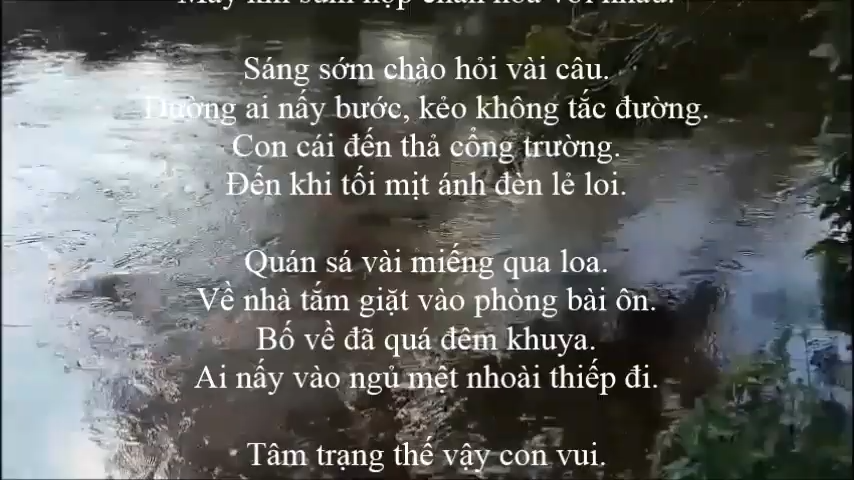 Mấy khi sum họp chan hòa với nhau.
Sáng sớm chào hỏi vài câu.
Đường ai nấy bước, kẻo không tắc đường.
Con cái đến thả cổng trường.
Đến khi tối mịt ánh đèn lẻ loi.
Quán sá vài miếng qua loa.
Về nhà tắm giặt vào phòng bài ôn.
Bố về đã quá đêm khuya.
Ai nấy vào ngủ mệt nhoài thiếp đi.
Tâm trạng thế vậy con vui.